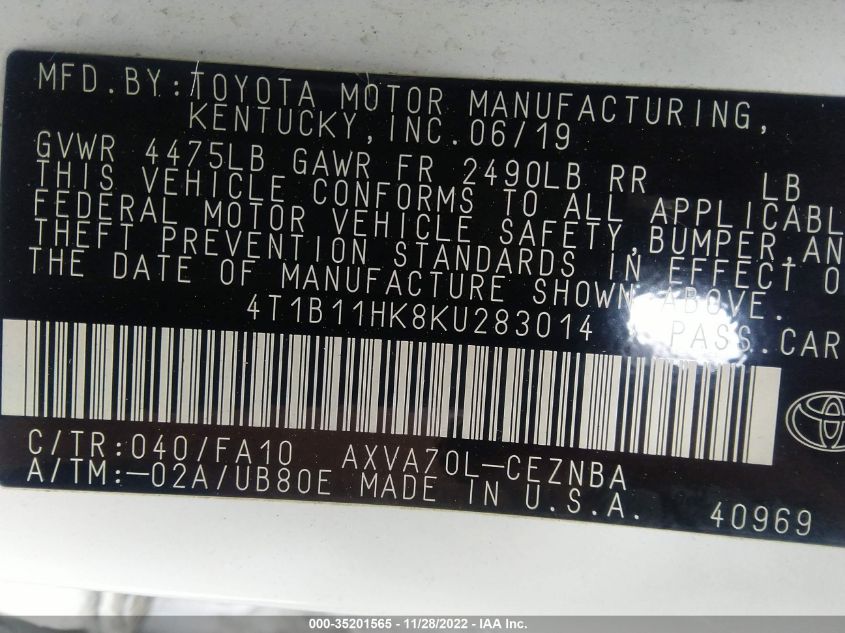 MFD.BY:TOYOTA MOTOR MANUFACTURING,
KENTUCKY,INC.06/19
GVWR 4475LB GAWR FR 2490LB RR LB
THIS VEHICLE CONFORMS TO ALL APPLICABL
FEDERAL MOTOR VEHICLE SAFETY,BUMPER,AN
THEFT PREVENTION STANDARDS IN EFFECT O
THE DATE OF MANUFACTURE SHOWN ABOVE.
4T1B11HK8KU283014 PASS.CAR
C/TR:040/FA10 AXVA70L-CEZNBA
A/TM:-02A/UB80E MADE IN U.S.A. 40969
000-35201565 - 11/28/2022 - IAA Inc.